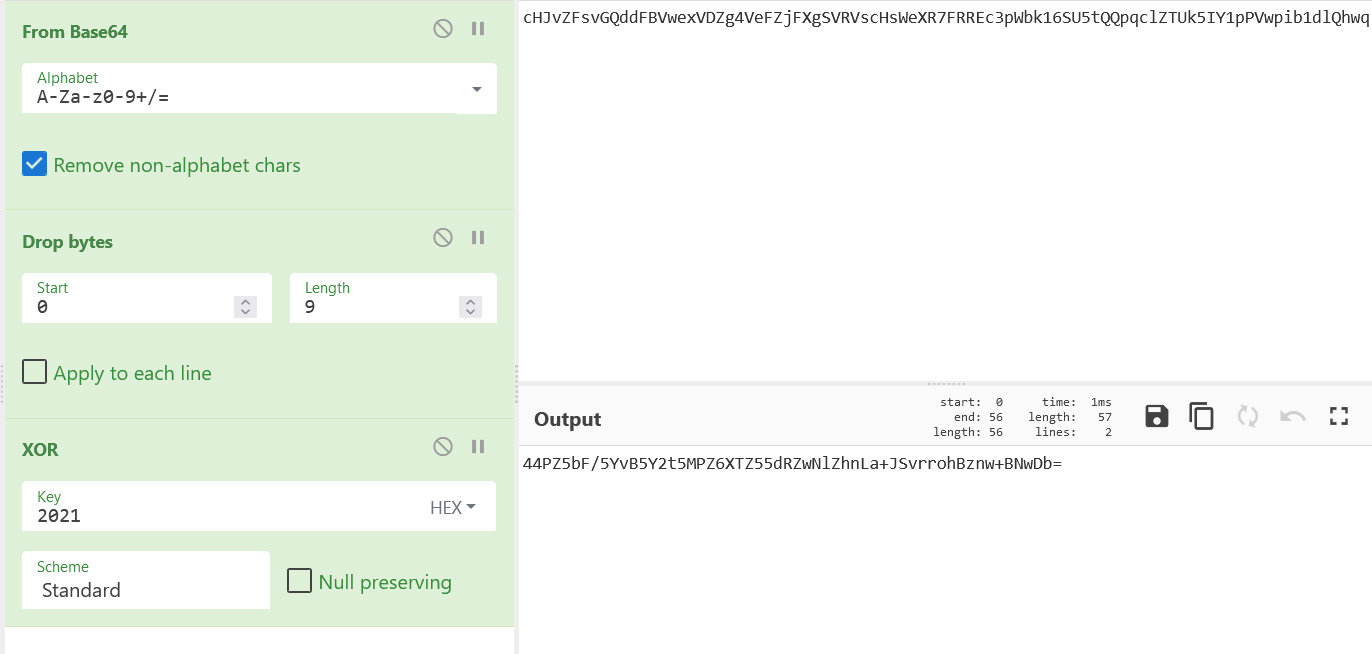 From Base64
Alphabet
A-Za-z0-9+/=
Remove non-alphabet chars
Drop bytes
Start
0
Length
9
Apply to each line
XOR
Key
2021
HEX
Scheme
Standard
Null preserving
cHJvZFsvGQddFBVwexVDZg4VeFZjFXgSVRVscHsWeXR7FRREc3pWbk16SU5tQQpqclZTUk5IY1pPVwpib1dlQhwq
Output
start: 0
end: 56
length: 56
time: 1ms
length: 57
lines: 2
44PZ5bF/5YvB5Y2t5MPZ6XTZ55dRZwNlZhnLa+JSvrrohBznw+BNwDb=